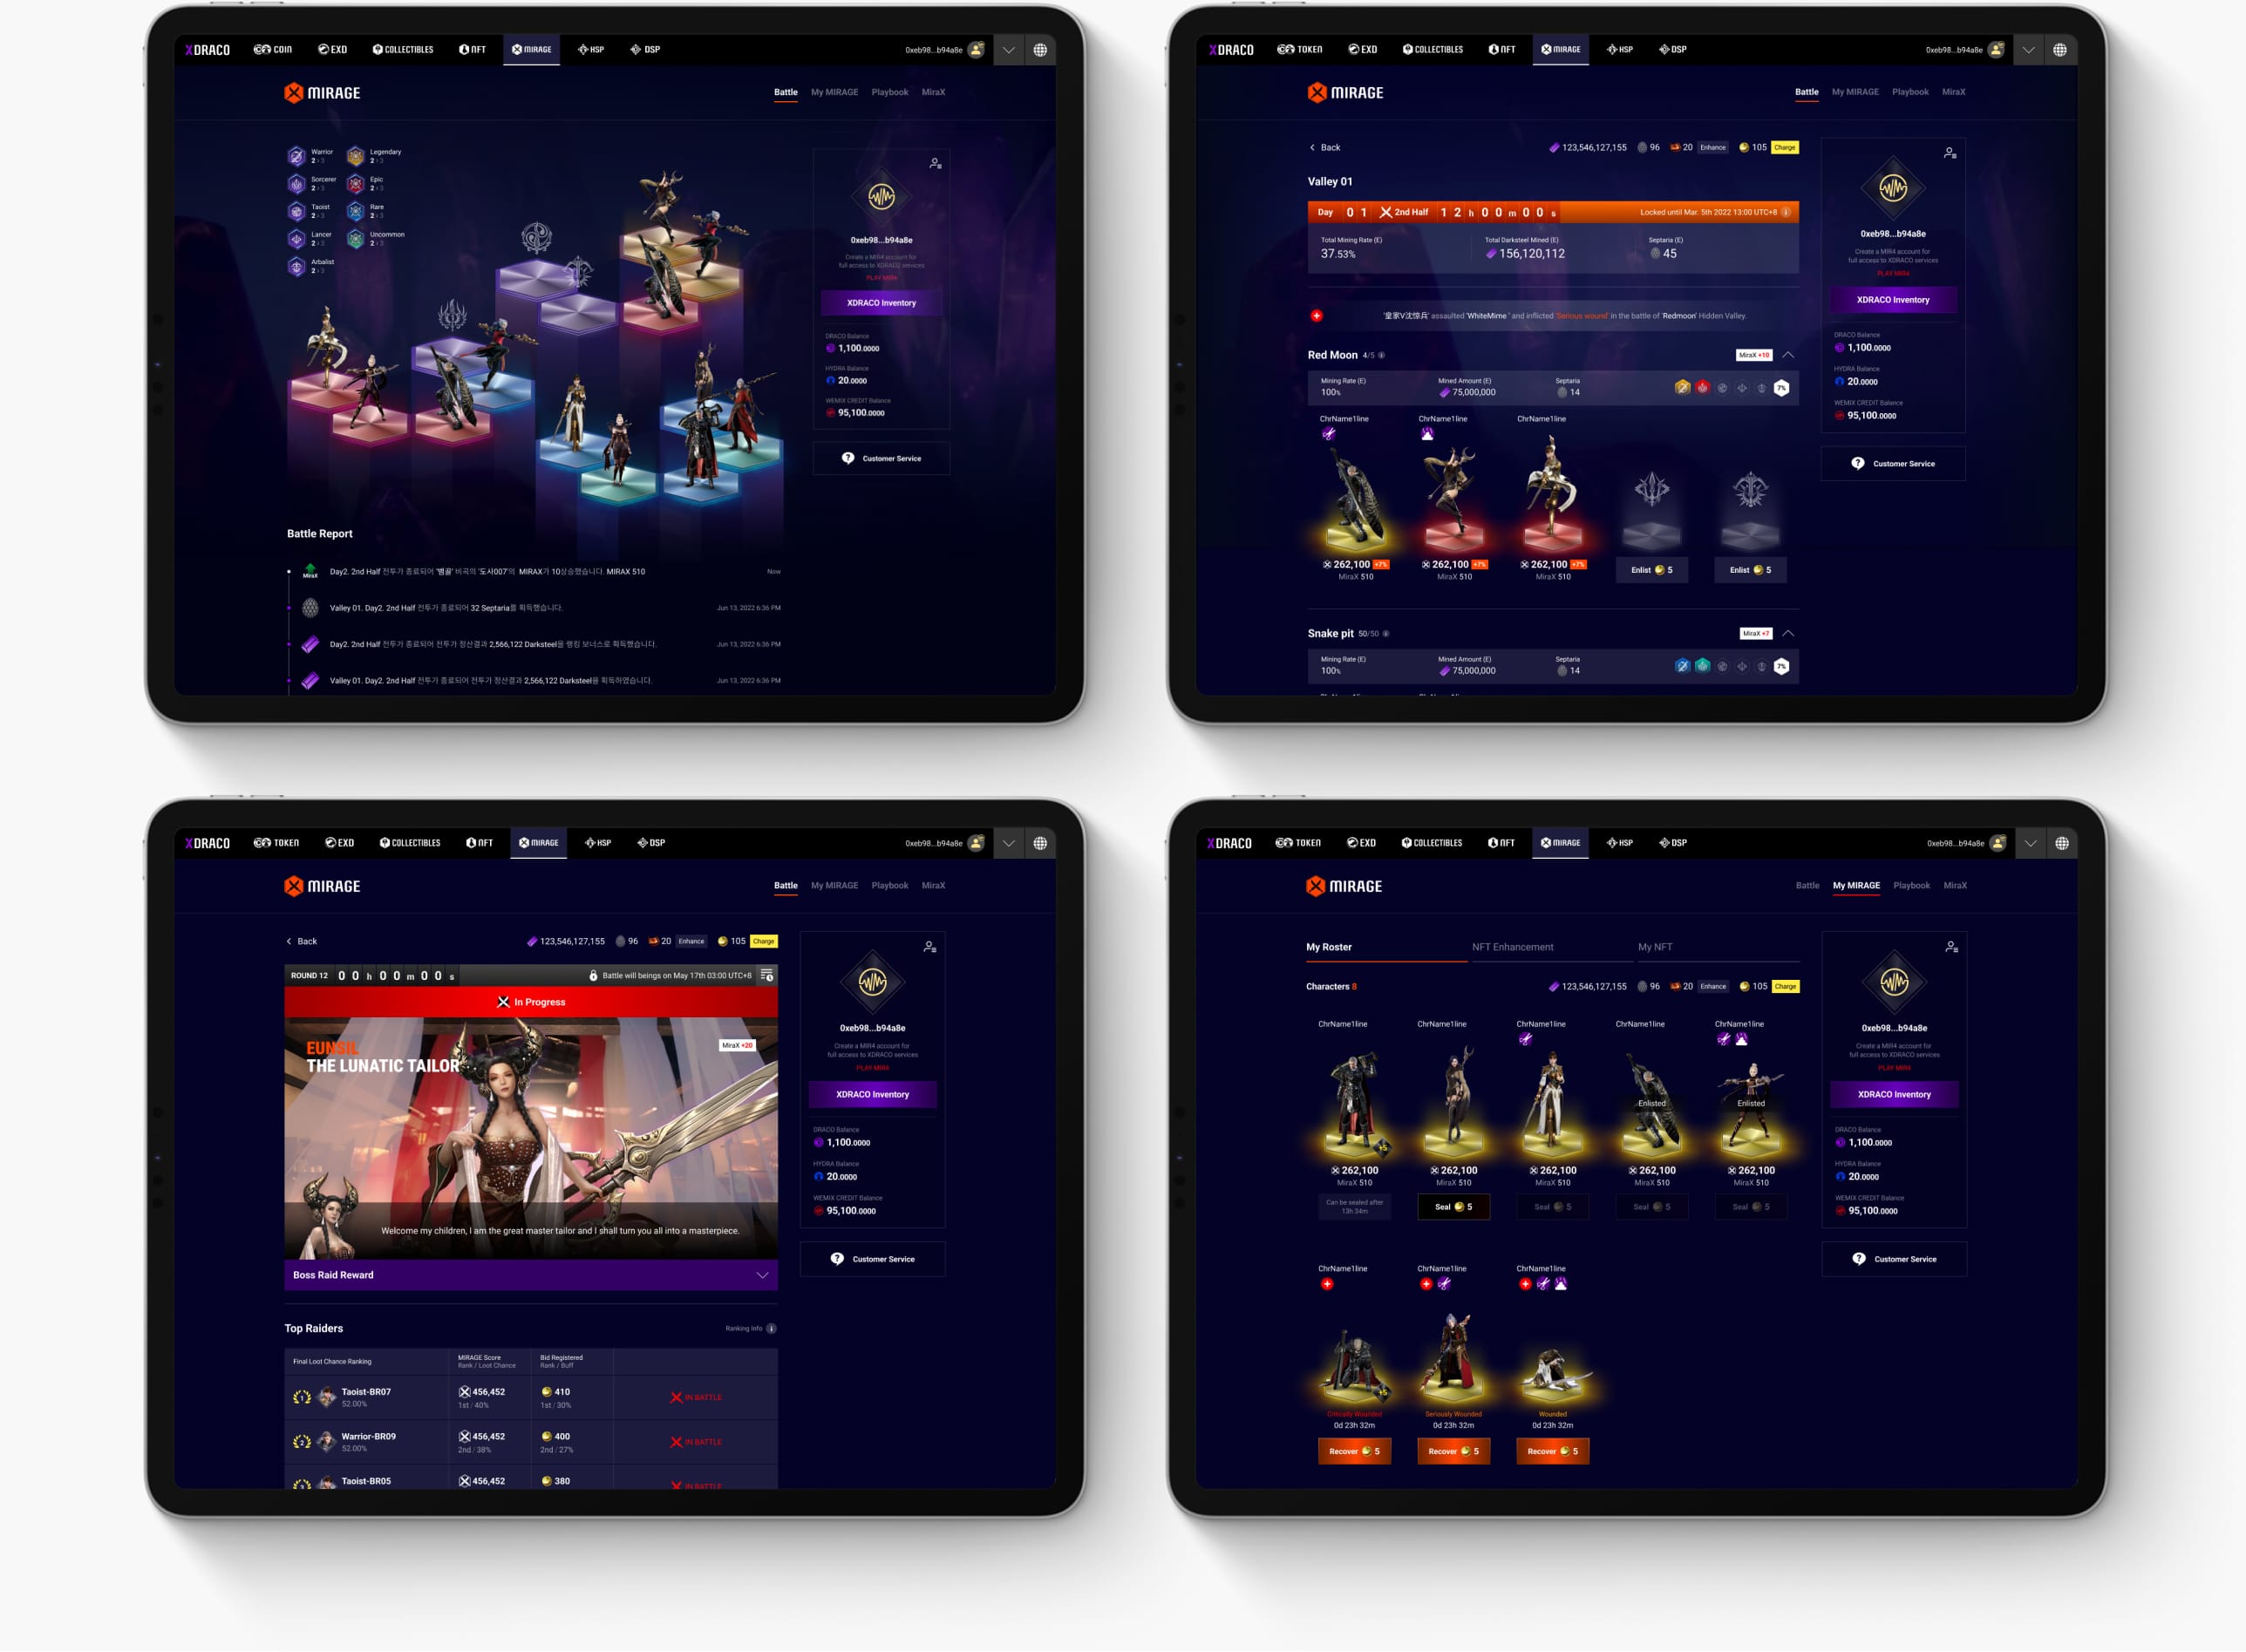 XDRACO COIN EXD COLLECTIBLES NFT MIRAGE HSP DSP 0xeb98...b94a8e
MIRAGE
Battle My MIRAGE Playbook MiraX
Warrior Legendary
2 / 3 2 / 3
Sorcerer Epic
2 / 3 2 / 3
Taoist Rare
2 / 3 2 / 3
Lancer Uncommon
2 / 3 2 / 3
Arbalist
2 / 3
0xeb98...b94a8e
Create a MIR4 account for
full access to XDRACO services
PLAY MIR4
XDRACO Inventory
DRACO Balance
1,100.0000
HYDRA Balance
20.0000
WEMIX CREDIT Balance
95,100.0000
Customer Service
Battle Report
MiraX Day2. 2nd Half 전투가 종료되어 '뱀골' 비곡의 '도사007'의 MIRAX가 10상승했습니다. MIRAX 510 Now
Valley 01. Day2. 2nd Half 전투가 종료되어 32 Septaria를 획득했습니다. Jun 13, 2022 6:36 PM
Day2. 2nd Half 전투가 종료되어 전투가 정산결과 2,566,122 Darksteel을 랭킹 보너스로 획득했습니다. Jun 13, 2022 6:36 PM
Valley 01. Day2. 2nd Half 전투가 종료되어 전투가 정산결과 2,566,122 Darksteel을 획득하였습니다. Jun 13, 2022 6:36 PM
XDRACO TOKEN EXD COLLECTIBLES NFT MIRAGE HSP DSP 0xeb98...b94a8e
MIRAGE
Battle My MIRAGE Playbook MiraX
Back 123,546,127,155 96 20 Enhance 105 Charge
Valley 01
Day 0 1 2nd Half 1 2 h 0 0 m 0 0 s Locked until Mar. 5th 2022 13:00 UTC+8
Total Mining Rate (E) Total Darksteel Mined (E) Septaria (E)
37.53% 156,120,112 45
'皇家V沈惊兵' assaulted 'WhiteMime ' and inflicted 'Serious wound' in the battle of 'Redmoon' Hidden Valley.
Red Moon 4/5 MiraX +10
Mining Rate (E) Mined Amount (E) Septaria
100% 75,000,000 14 7%
ChrName1line ChrName1line ChrName1line
262,100 +7% 262,100 +7% 262,100 +7%
MiraX 510 MiraX 510 MiraX 510
Enlist 5 Enlist 5
Snake pit 50/50 MiraX +7
Mining Rate (E) Mined Amount (E) Septaria
100% 75,000,000 14 7%
0xeb98...b94a8e
Create a MIR4 account for
full access to XDRACO services
PLAY MIR4
XDRACO Inventory
DRACO Balance
1,100.0000
HYDRA Balance
20.0000
WEMIX CREDIT Balance
95,100.0000
Customer Service
XDRACO TOKEN EXD COLLECTIBLES NFT MIRAGE HSP DSP 0xeb98...b94a8e
MIRAGE
Battle My MIRAGE Playbook MiraX
Back 123,546,127,155 96 20 Enhance 105 Charge
ROUND 12 0 0 h 0 0 m 0 0 s Battle will beings on May 17th 03:00 UTC+8
In Progress
EUNSIL
THE LUNATIC TAILOR
MiraX +20
Welcome my children, I am the great master tailor and I shall turn you all into a masterpiece.
Boss Raid Reward
Top Raiders Ranking Info
Final Loot Chance Ranking MIRAGE Score Bid Registered
Rank / Loot Chance Rank / Buff
1 Taoist-BR07 456,452 410 IN BATTLE
52.00% 1st / 40% 1st / 30%
2 Warrior-BR09 456,452 400 IN BATTLE
52.00% 2nd / 38% 2nd / 27%
3 Taoist-BR05 456,452 380 IN BATTLE
0xeb98...b94a8e
Create a MIR4 account for
full access to XDRACO services
PLAY MIR4
XDRACO Inventory
DRACO Balance
1,100.0000
HYDRA Balance
20.0000
WEMIX CREDIT Balance
95,100.0000
Customer Service
XDRACO TOKEN EXD COLLECTIBLES NFT MIRAGE HSP DSP 0xeb98...b94a8e
MIRAGE
Battle My MIRAGE Playbook MiraX
My Roster NFT Enhancement My NFT
Characters 8 123,546,127,155 96 20 Enhance 105 Charge
ChrName1line ChrName1line ChrName1line ChrName1line ChrName1line
Enlisted Enlisted
+5
262,100 262,100 262,100 262,100 262,100
MiraX 510 MiraX 510 MiraX 510 MiraX 510 MiraX 510
Can be sealed after
13h 34m
Seal 5 Seal 5 Seal 5 Seal 5
ChrName1line ChrName1line ChrName1line
+5
Critically Wounded Seriously Wounded Wounded
0d 23h 32m 0d 23h 32m 0d 23h 32m
Recover 5 Recover 5 Recover 5
0xeb98...b94a8e
Create a MIR4 account for
full access to XDRACO services
PLAY MIR4
XDRACO Inventory
DRACO Balance
1,100.0000
HYDRA Balance
20.0000
WEMIX CREDIT Balance
95,100.0000
Customer Service